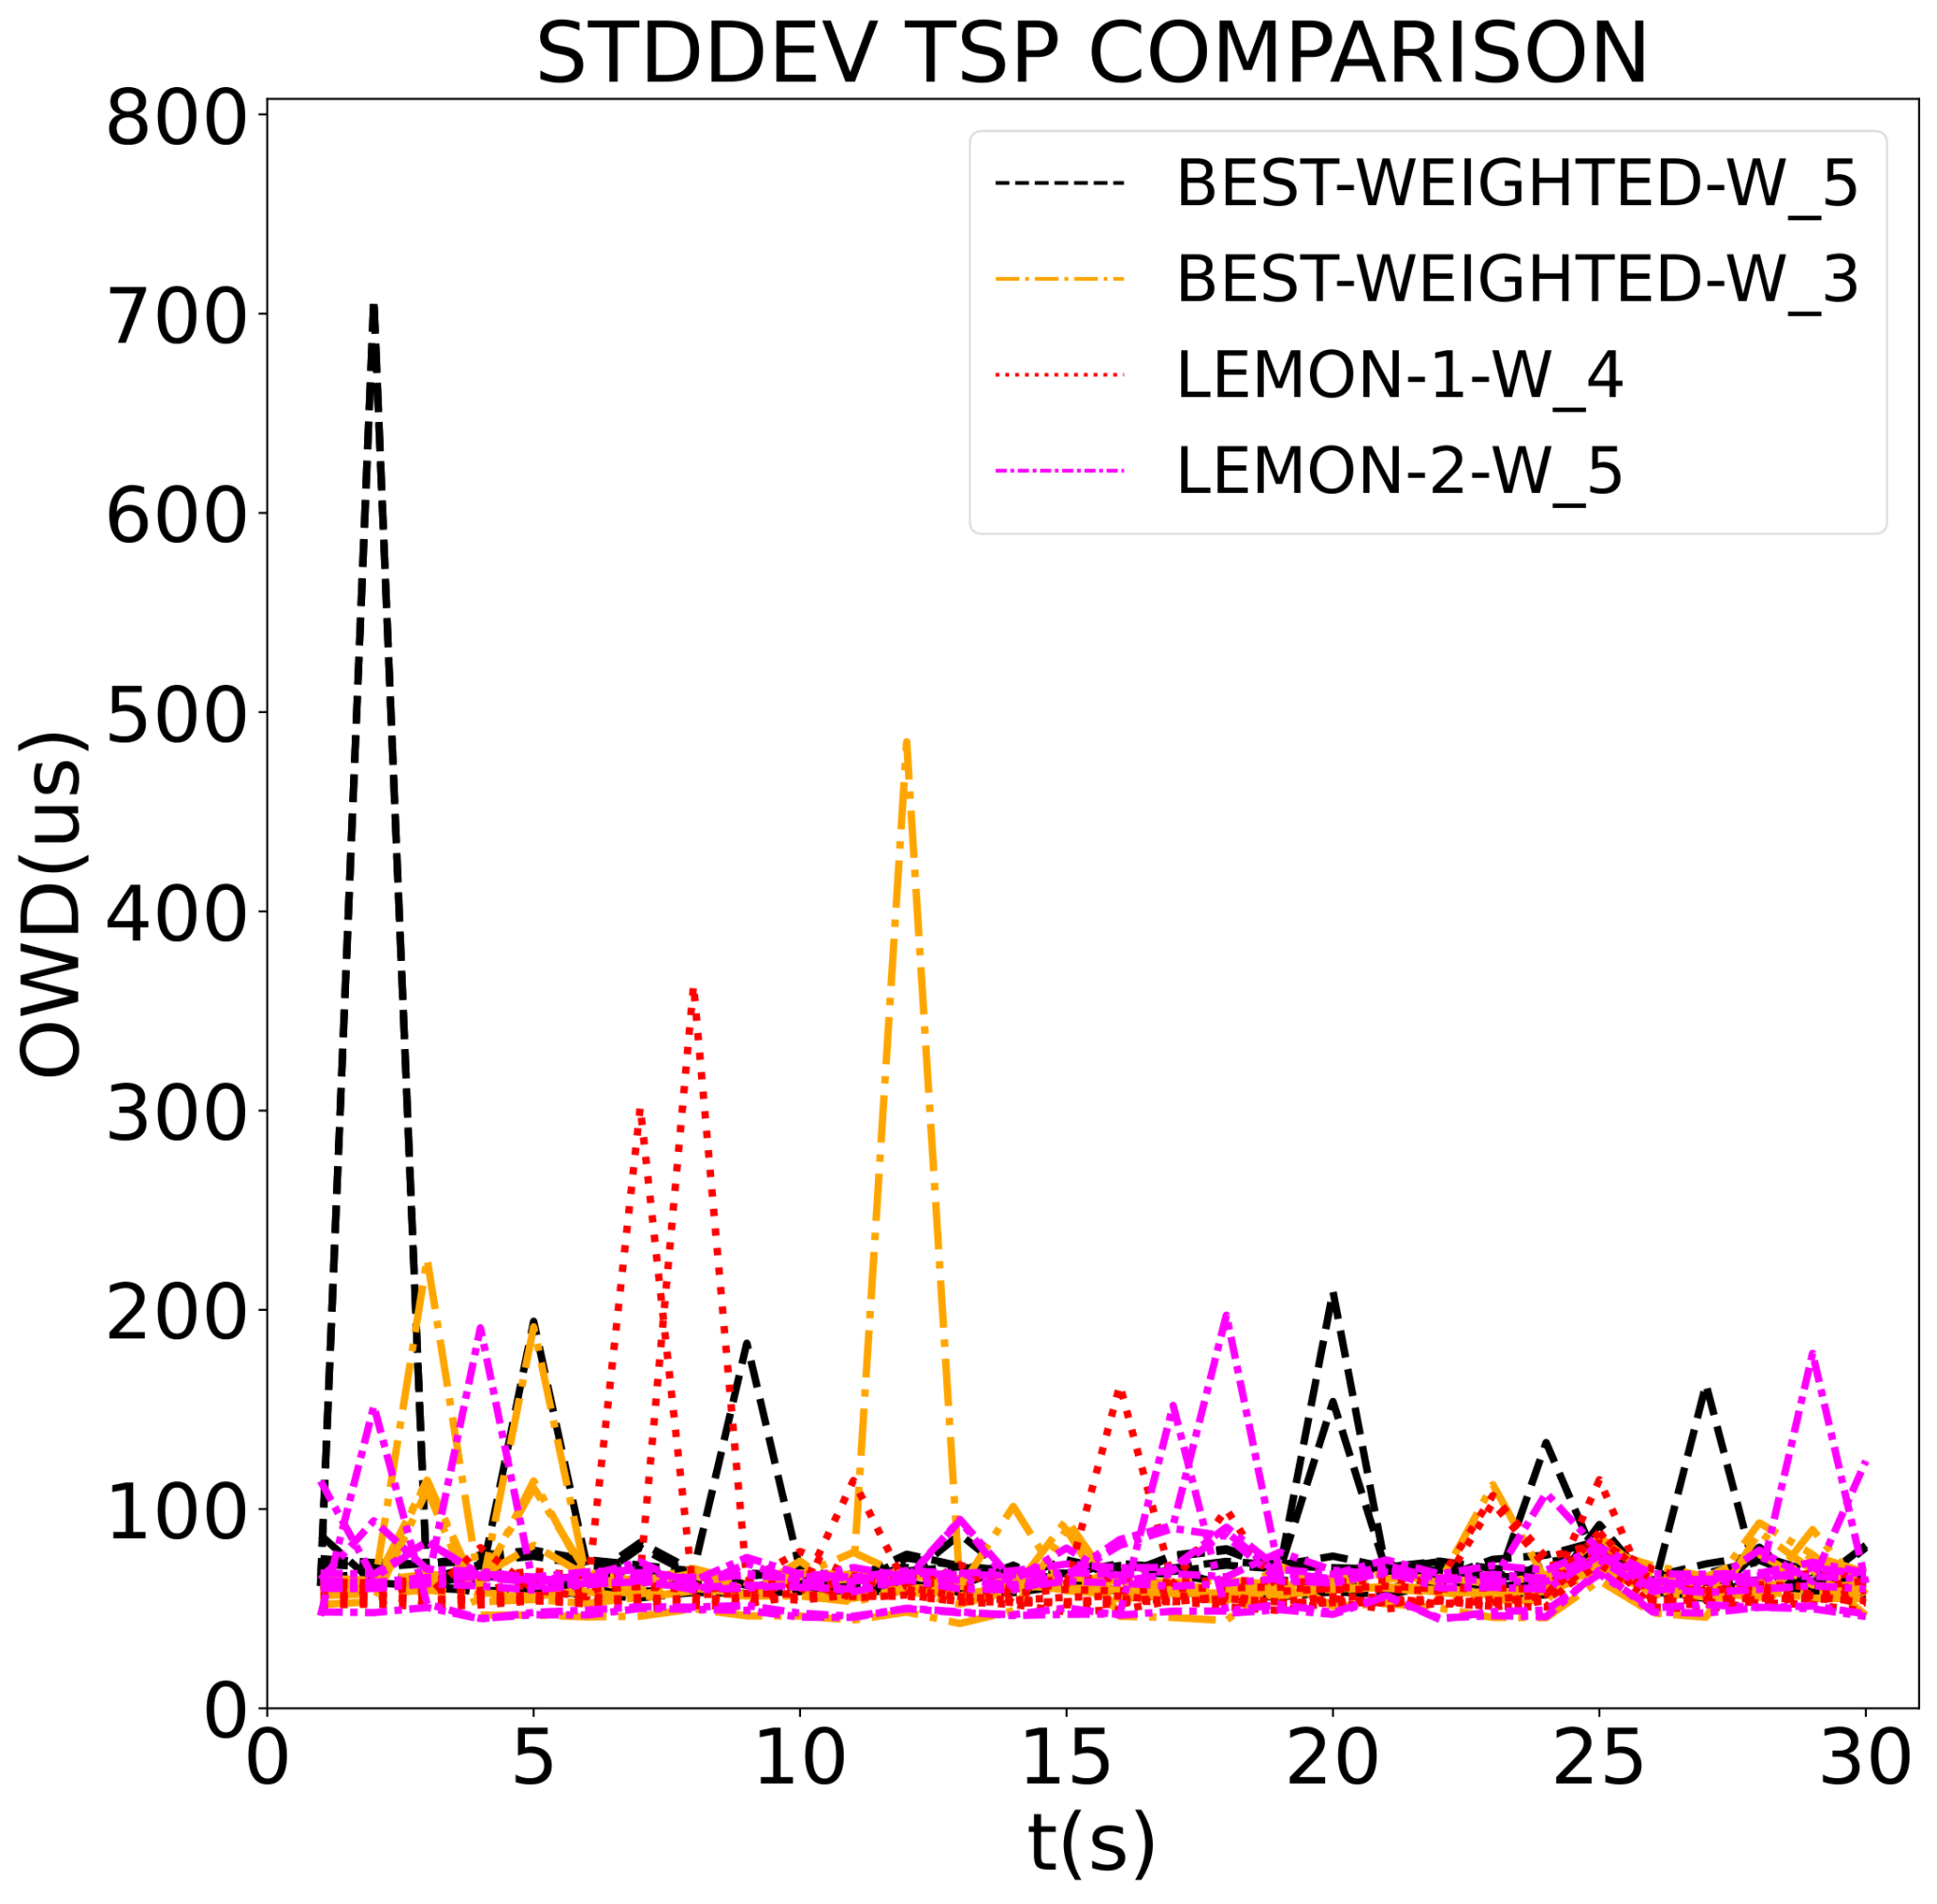 STDDEV TSP COMPARISON
800
700
600
500
400
300
200
100
0
OWD(us)
BEST-WEIGHTED-W_5
BEST-WEIGHTED-W_3
LEMON-1-W_4
LEMON-2-W_5
0 5 10 15 20 25 30
t(s)